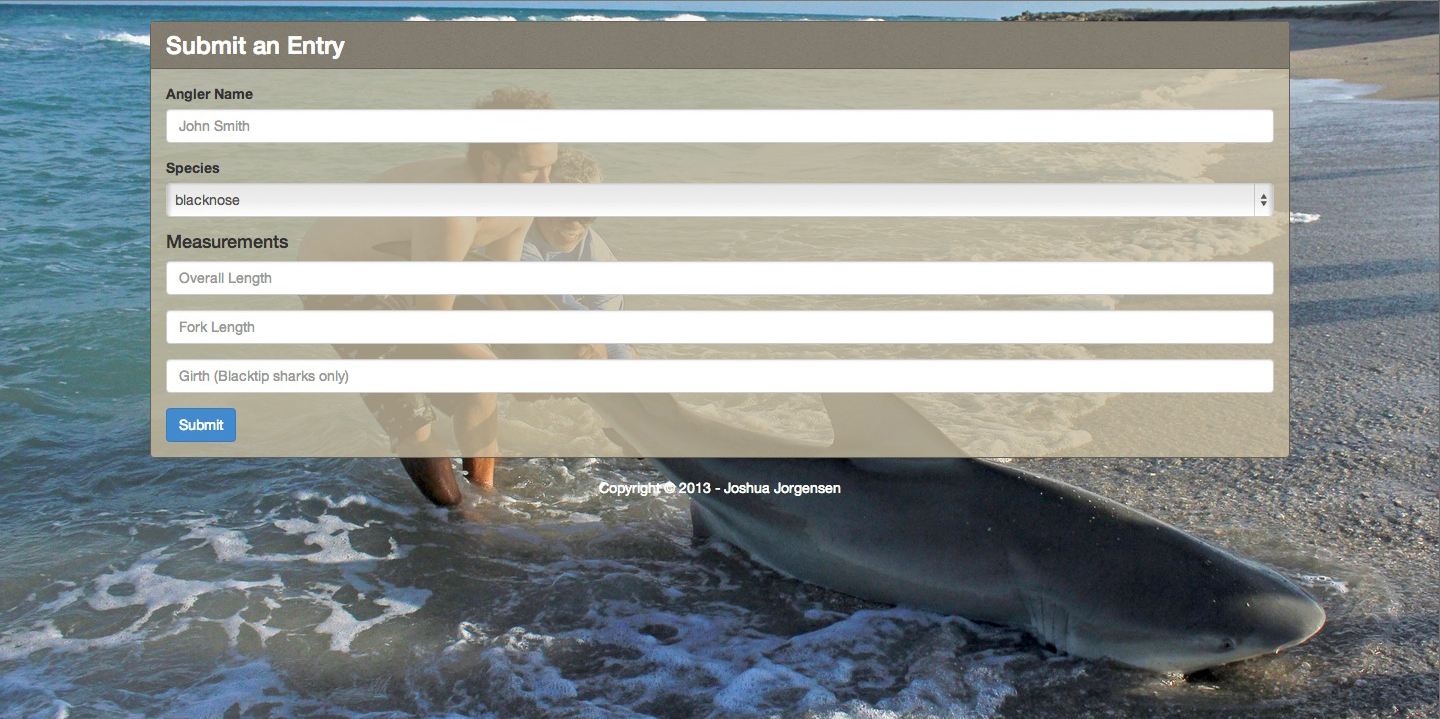 Submit an Entry
Angler Name
John Smith
Species
blacknose
Measurements
Overall Length
Fork Length
Girth (Blacktip sharks only)
Submit
Copyright © 2013 - Joshua Jorgensen